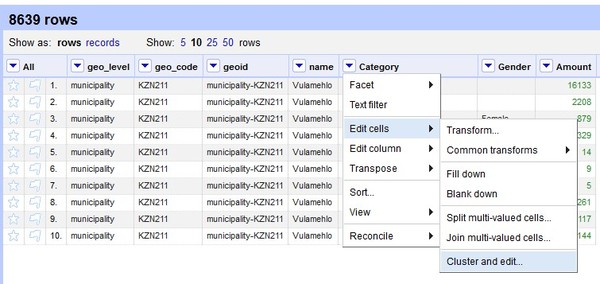 8639 rows
Show as: rows records Show: 5 10 25 50 rows
All geo_level geo_code geoid name Category Gender Amount
1. municipality KZN211 municipality-KZN211 Vulamehlo 16133
2. municipality KZN211 municipality-KZN211 Vulamehlo 2208
3. municipality KZN211 municipality-KZN211 Vulamehlo Female 879
4. municipality KZN211 municipality-KZN211 Vulamehlo 329
5. municipality KZN211 municipality-KZN211 Vulamehlo 14
6. municipality KZN211 municipality-KZN211 Vulamehlo 9
7. municipality KZN211 municipality-KZN211 Vulamehlo 5
8. municipality KZN211 municipality-KZN211 Vulamehlo 261
9. municipality KZN211 municipality-KZN211 Vulamehlo 117
10. municipality KZN211 municipality-KZN211 Vulamehlo 144
Facet
Text filter
Edit cells
Edit column
Transpose
Sort...
View
Reconcile
Transform...
Common transforms
Fill down
Blank down
Split multi-valued cells...
Join multi-valued cells...
Cluster and edit...